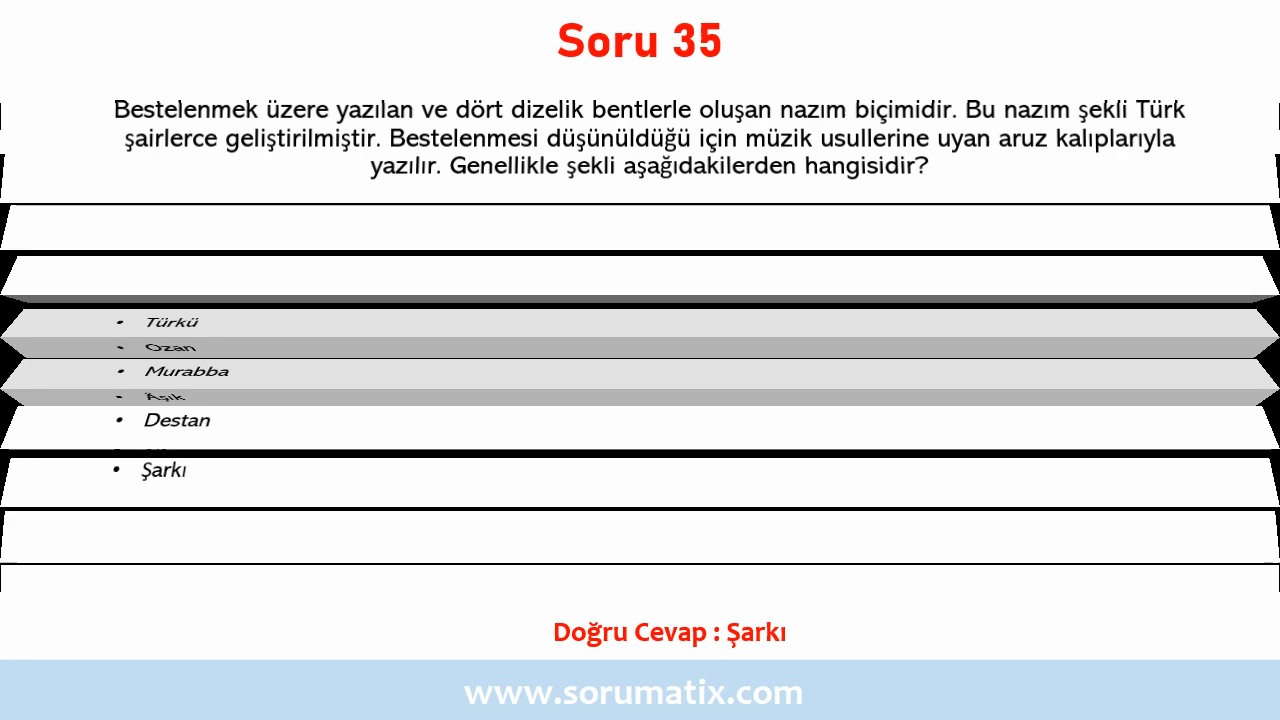 Soru 35
Bestelenmek üzere yazılan ve dört dizelik bentlerle oluşan nazım biçimidir. Bu nazım şekli Türk
şairlerce geliştirilmiştir. Bestelenmesi düşünüldüğü için müzik usullerine uyan aruz kalıplarıyla
yazılır. Genellikle şekli aşağıdakilerden hangisidir?
• Türkü
• Ozan
• Murabba
• Âşık
• Destan
• Şarkı
Doğru Cevap : Şarkı
www.sorumatix.com